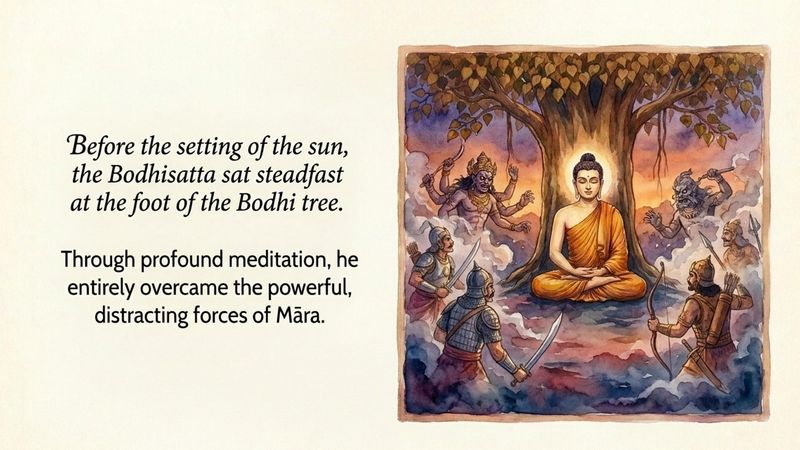 Before the setting of the sun,
the Bodhisatta sat steadfast
at the foot of the Bodhi tree.
Through profound meditation, he
entirely overcame the powerful,
distracting forces of Māra.